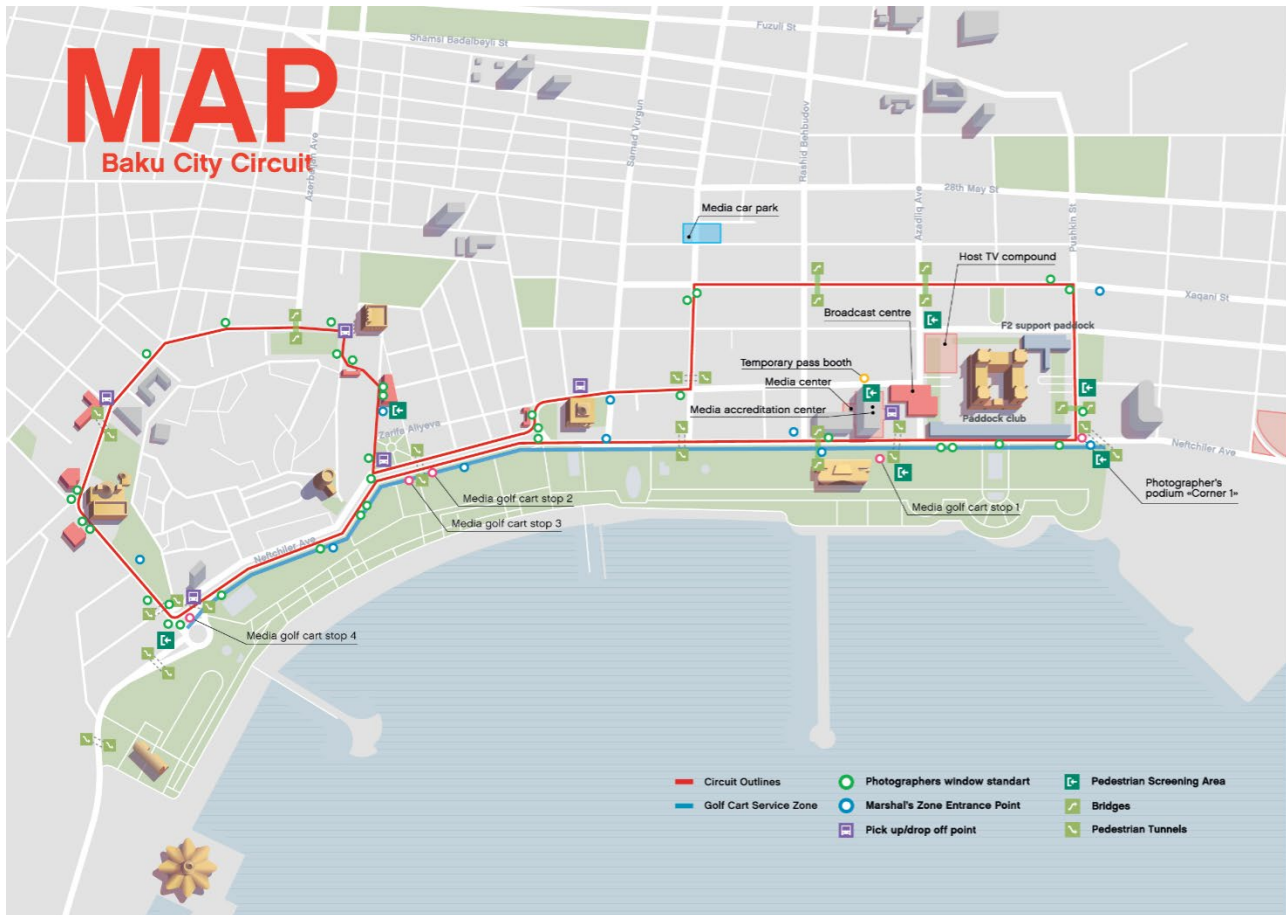 MAP
Baku City Circuit
Fuzuli St
Shamsi Badalbeyli St
Azerbaijan Ave
Samad Vurgun
Rashid Behbudov
Azadliq Ave
28th May St
Pushkin St
Media car park
Host TV compound
Xaqani St
Broadcast centre
F2 support paddock
Temporary pass booth
Media center
Media accreditation center
Paddock club
Zarifa Aliyeva
Neftchiler Ave
Photographer's
podium «Corner 1»
Media golf cart stop 2
Media golf cart stop 1
Media golf cart stop 3
Neftchiler Ave
Media golf cart stop 4
Circuit Outlines
Golf Cart Service Zone
Photographers window standart
Marshal's Zone Entrance Point
Pick up/drop off point
Pedestrian Screening Area
Bridges
Pedestrian Tunnels